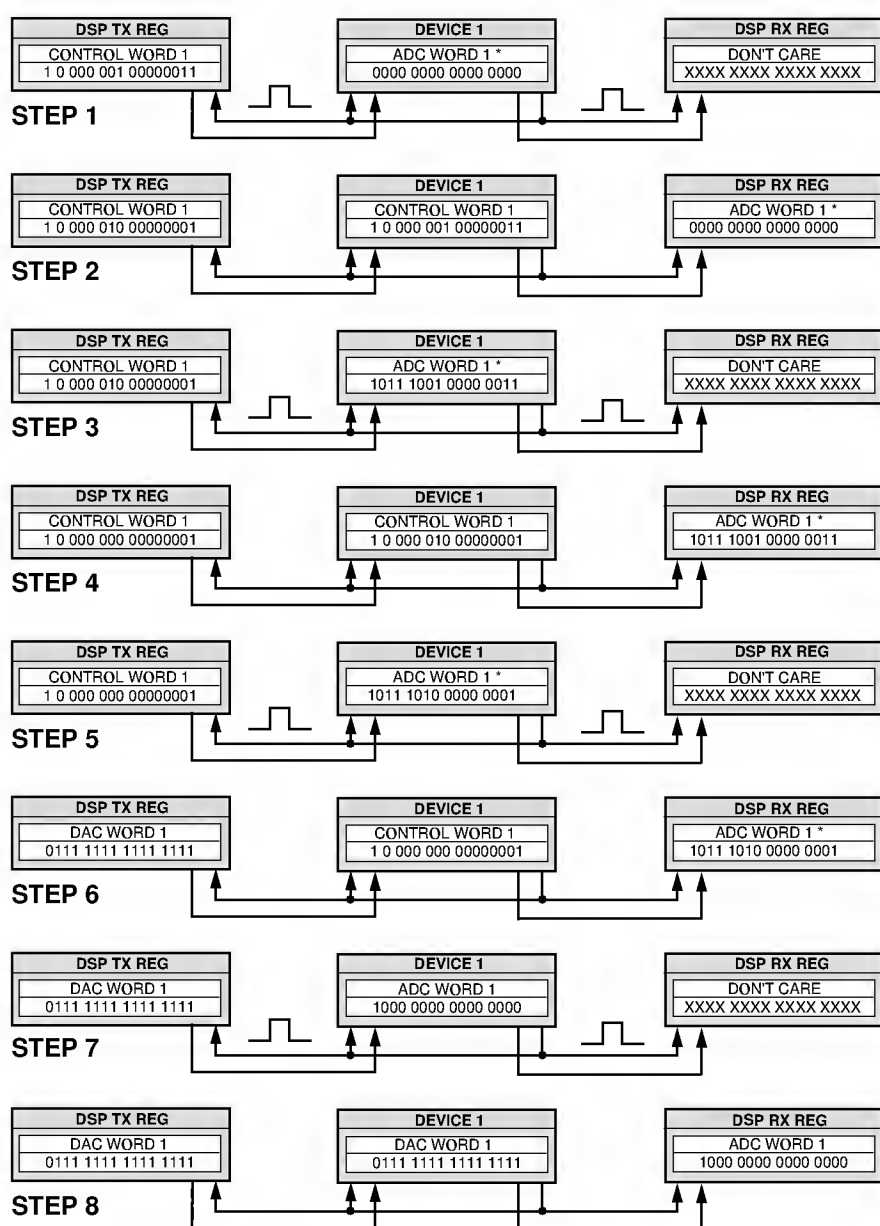 DSP TX REG
CONTROL WORD 1
1 0 000 001 00000011
DEVICE 1
ADC WORD 1 *
0000 0000 0000 0000
DSP RX REG
DON'T CARE
XXXX XXXX XXXX XXXX
STEP 1
DSP TX REG
CONTROL WORD 1
1 0 000 010 00000001
DEVICE 1
CONTROL WORD 1
1 0 000 001 00000011
DSP RX REG
ADC WORD 1 *
0000 0000 0000 0000
STEP 2
DSP TX REG
CONTROL WORD 1
1 0 000 010 00000001
DEVICE 1
ADC WORD 1 *
1011 1001 0000 0011
DSP RX REG
DON'T CARE
XXXX XXXX XXXX XXXX
STEP 3
DSP TX REG
CONTROL WORD 1
1 0 000 000 00000001
DEVICE 1
CONTROL WORD 1
1 0 000 010 00000001
DSP RX REG
ADC WORD 1 *
1011 1001 0000 0011
STEP 4
DSP TX REG
CONTROL WORD 1
1 0 000 000 00000001
DEVICE 1
ADC WORD 1 *
1011 1010 0000 0001
DSP RX REG
DON'T CARE
XXXX XXXX XXXX XXXX
STEP 5
DSP TX REG
DAC WORD 1
0111 1111 1111 1111
DEVICE 1
CONTROL WORD 1
1 0 000 000 00000001
DSP RX REG
ADC WORD 1 *
1011 1010 0000 0001
STEP 6
DSP TX REG
DAC WORD 1
0111 1111 1111 1111
DEVICE 1
ADC WORD 1
1000 0000 0000 0000
DSP RX REG
DON'T CARE
XXXX XXXX XXXX XXXX
STEP 7
DSP TX REG
DAC WORD 1
0111 1111 1111 1111
DEVICE 1
DAC WORD 1
0111 1111 1111 1111
DSP RX REG
ADC WORD 1
1000 0000 0000 0000
STEP 8